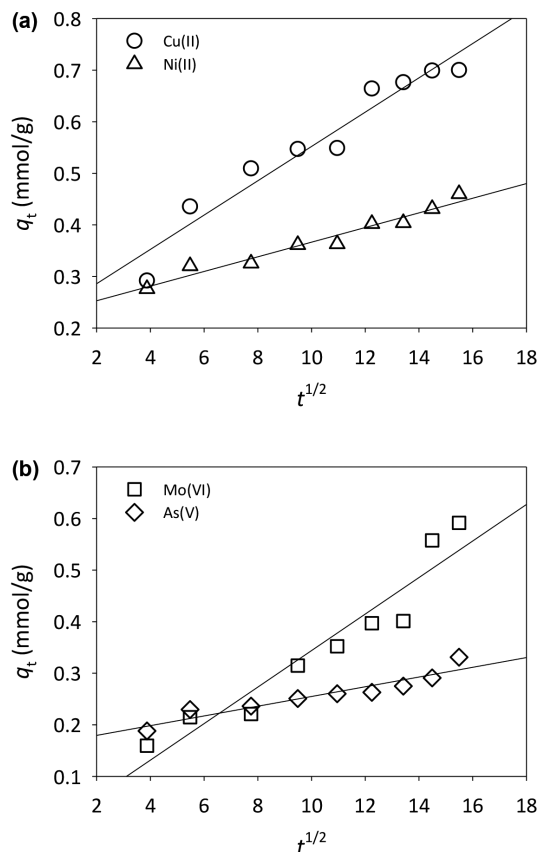 (a)
0.8
0.7
0.6
0.5
0.4
0.3
0.2
Cu(II)
Ni(II)
qt (mmol/g)
2 4 6 8 10 12 14 16 18
t1/2
(b)
0.7
0.6
0.5
0.4
0.3
0.2
0.1
Mo(VI)
As(V)
qt (mmol/g)
2 4 6 8 10 12 14 16 18
t1/2